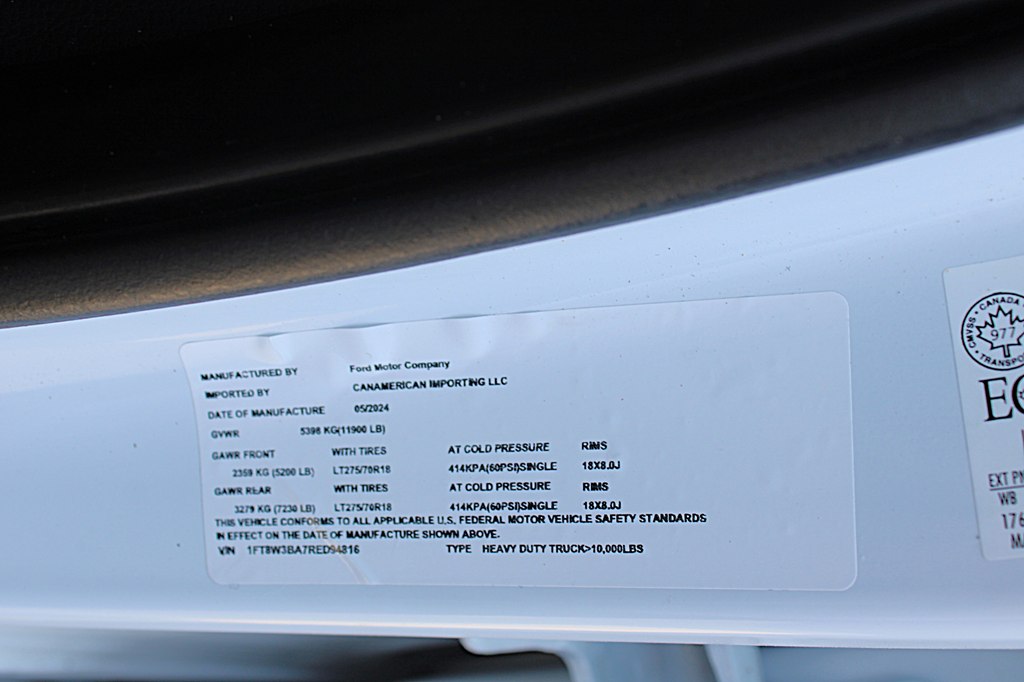 MANUFACTURED BY Ford Motor Company
IMPORTED BY CANAMERICAN IMPORTING LLC
DATE OF MANUFACTURE 05/2024
GVWR 5398 KG(11900 LB)
GAWR FRONT WITH TIRES AT COLD PRESSURE RIMS
2359 KG (5200 LB) LT275/70R18 414KPA(60PSI)SINGLE 18X8.0J
GAWR REAR WITH TIRES AT COLD PRESSURE RIMS
3279 KG (7230 LB) LT275/70R18 414KPA(60PSI)SINGLE 18X8.0J
THIS VEHICLE CONFORMS TO ALL APPLICABLE U.S. FEDERAL MOTOR VEHICLE SAFETY STANDARDS
IN EFFECT ON THE DATE OF MANUFACTURE SHOWN ABOVE.
VIN 1FT8W3BA7RED94816 TYPE HEAVY DUTY TRUCK>10,000LBS
CMVSS • CANADA
977
TRANSPO
EXT PN
WB
176